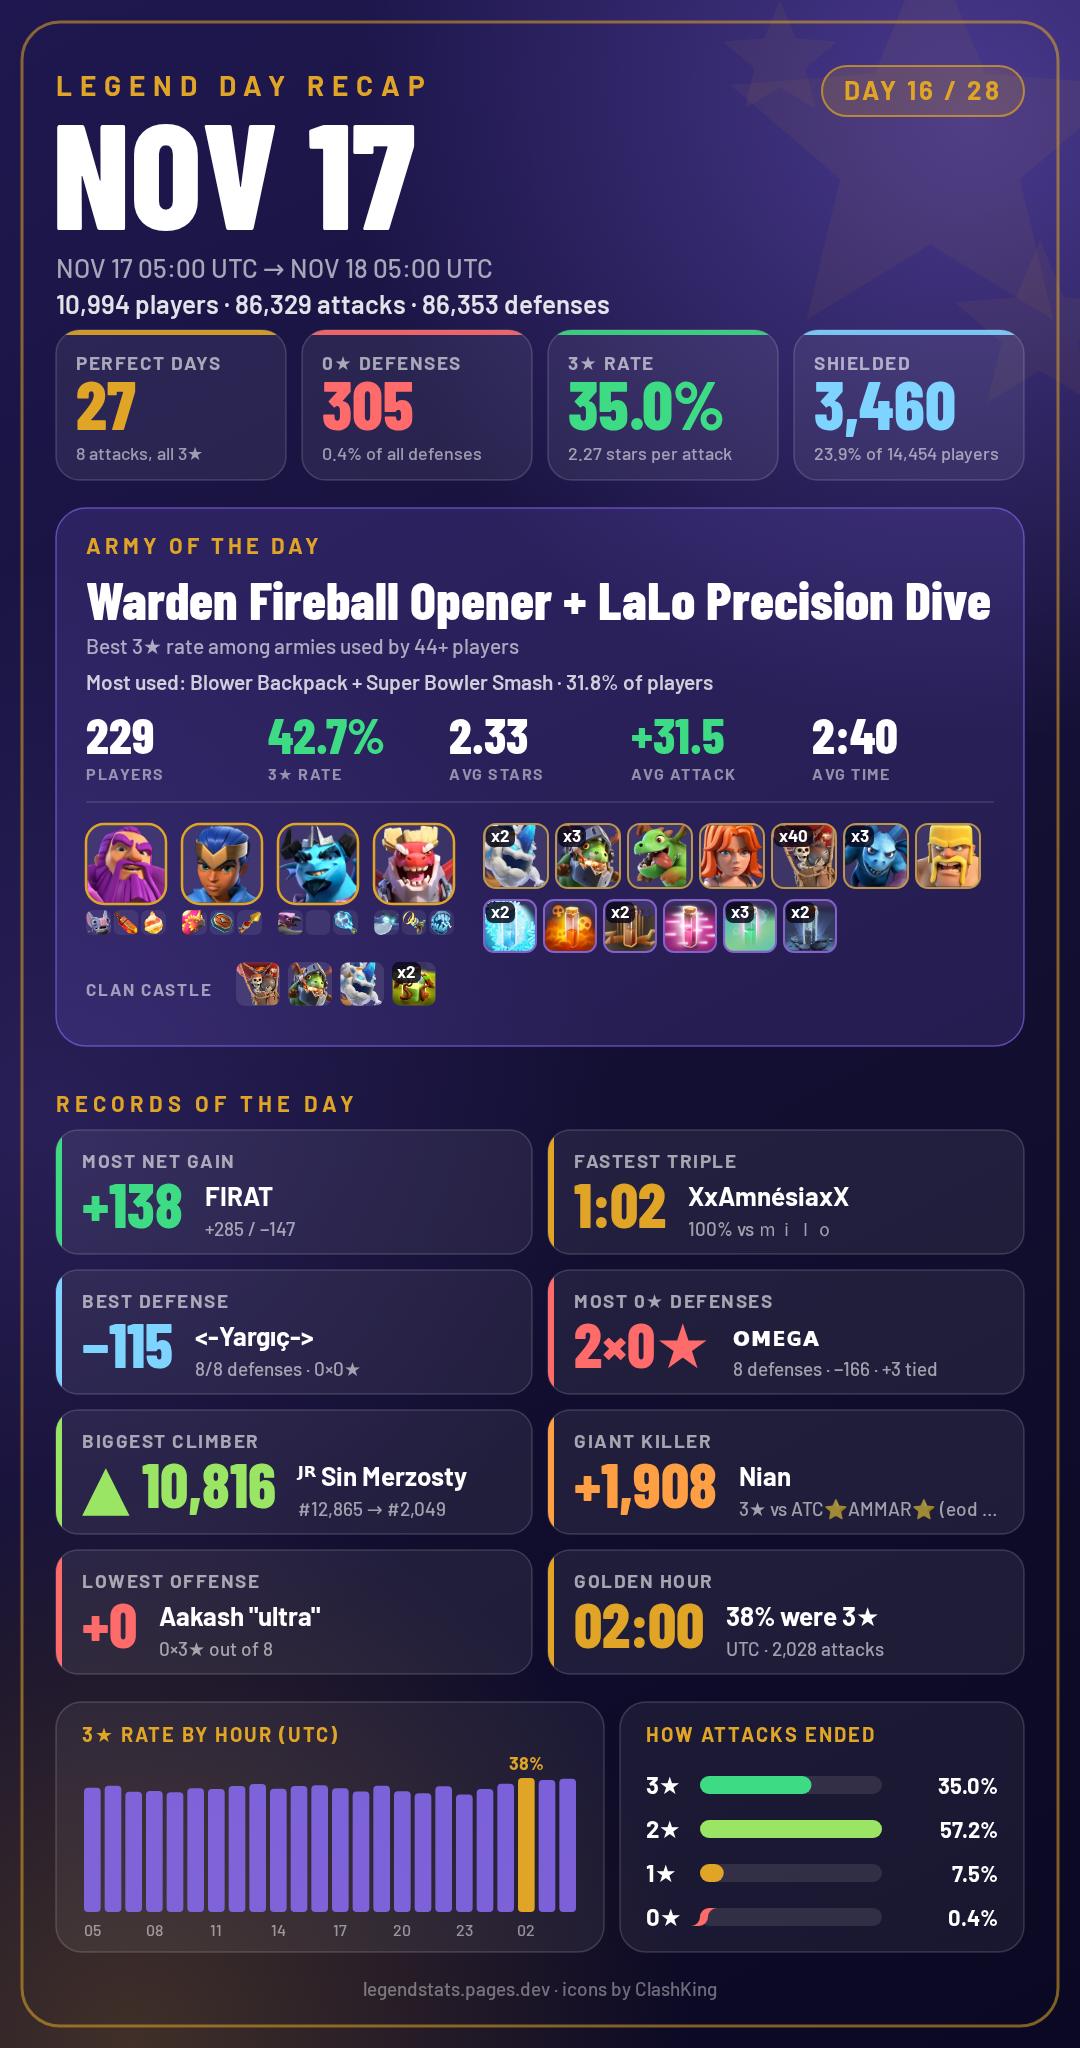 LEGEND DAY RECAP
DAY 16 / 28
NOV 17
NOV 17 05:00 UTC → NOV 18 05:00 UTC
10,994 players · 86,329 attacks · 86,353 defenses
PERFECT DAYS
27
8 attacks, all 3★
0★ DEFENSES
305
0.4% of all defenses
3★ RATE
35.0%
2.27 stars per attack
SHIELDED
3,460
23.9% of 14,454 players
ARMY OF THE DAY
Warden Fireball Opener + LaLo Precision Dive
Best 3★ rate among armies used by 44+ players
Most used: Blower Backpack + Super Bowler Smash · 31.8% of players
229
PLAYERS
42.7%
3★ RATE
2.33
AVG STARS
+31.5
AVG ATTACK
2:40
AVG TIME
x2 x3 x40 x3
x2 x2 x3 x2
CLAN CASTLE x2
RECORDS OF THE DAY
MOST NET GAIN
+138 FIRAT
+285 / −147
FASTEST TRIPLE
1:02 XxAmnésiaxX
100% vs m i l o
BEST DEFENSE
−115 <-Yargıç->
8/8 defenses · 0×0★
MOST 0★ DEFENSES
2×0★ OMEGA
8 defenses · −166 · +3 tied
BIGGEST CLIMBER
▲ 10,816 ᴶᴿ Sin Merzosty
#12,865 → #2,049
GIANT KILLER
+1,908 Nian
3★ vs ATC⭐AMMAR⭐ (eod ...
LOWEST OFFENSE
+0 Aakash "ultra"
0×3★ out of 8
GOLDEN HOUR
02:00 38% were 3★
UTC · 2,028 attacks
3★ RATE BY HOUR (UTC)
38%
05 08 11 14 17 20 23 02
HOW ATTACKS ENDED
3★ 35.0%
2★ 57.2%
1★ 7.5%
0★ 0.4%
legendstats.pages.dev · icons by ClashKing